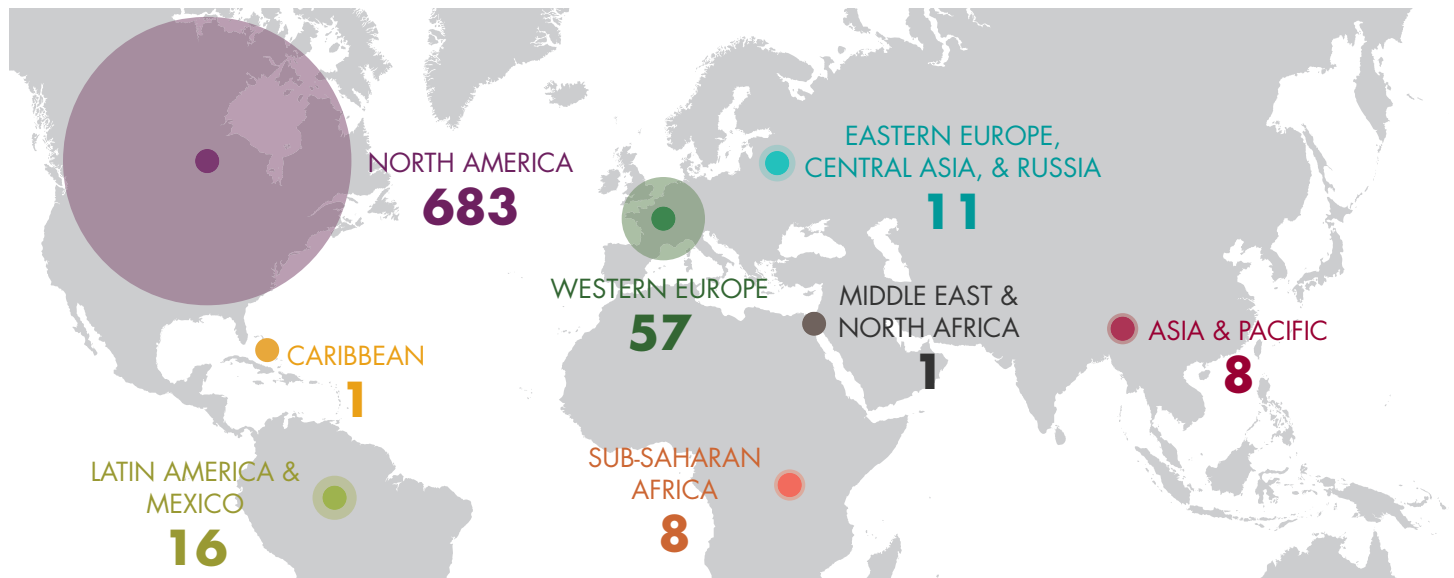 NORTH AMERICA
683
EASTERN EUROPE,
CENTRAL ASIA, & RUSSIA
11
WESTERN EUROPE
57
MIDDLE EAST &
NORTH AFRICA
1
ASIA & PACIFIC
8
CARIBBEAN
1
LATIN AMERICA &
MEXICO
16
SUB-SAHARAN
AFRICA
8